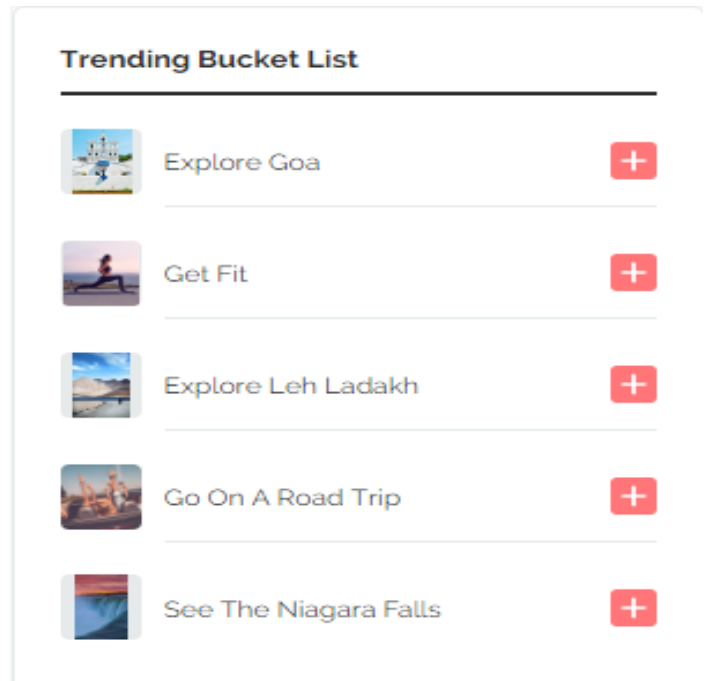 Trending Bucket List
Explore Goa
Get Fit
Explore Leh Ladakh
Go On A Road Trip
See The Niagara Falls